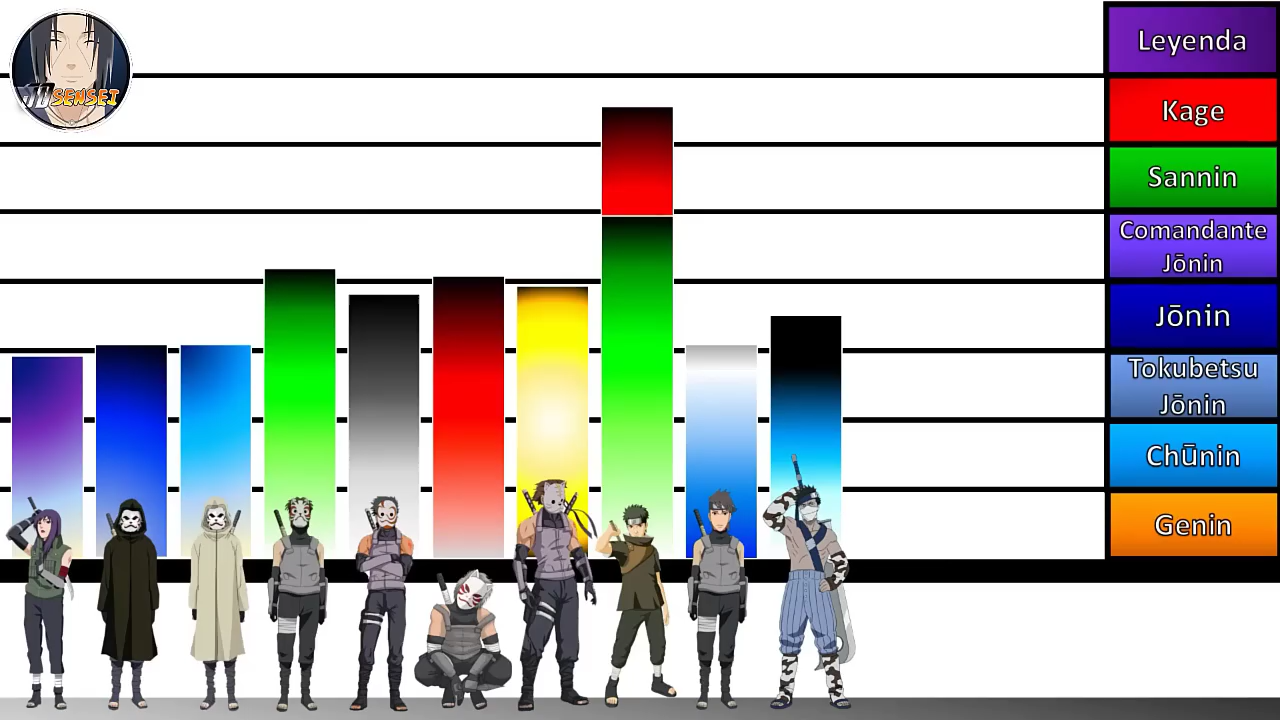 SENSEI
Leyenda
Kage
Sannin
Comandante
Jōnin
Jōnin
Tokubetsu
Jōnin
Chūnin
Genin